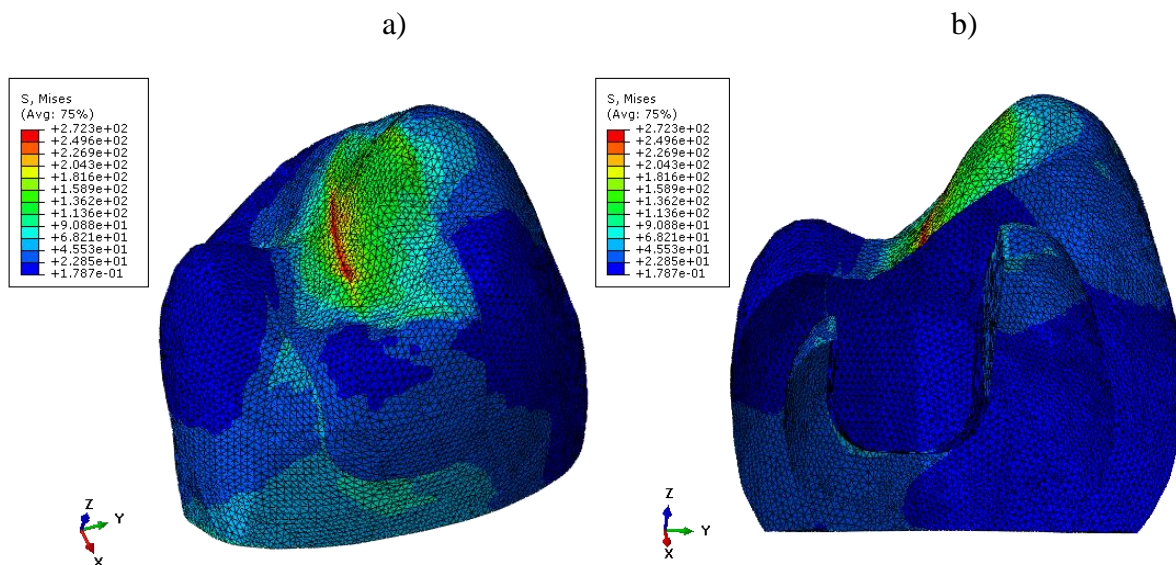 a)
b)
S, Mises
(Avg: 75%)
+2.723e+02
+2.496e+02
+2.269e+02
+2.043e+02
+1.816e+02
+1.589e+02
+1.362e+02
+1.136e+02
+9.088e+01
+6.821e+01
+4.553e+01
+2.285e+01
+1.787e-01
S, Mises
(Avg: 75%)
+2.723e+02
+2.496e+02
+2.269e+02
+2.043e+02
+1.816e+02
+1.589e+02
+1.362e+02
+1.136e+02
+9.088e+01
+6.821e+01
+4.553e+01
+2.285e+01
+1.787e-01
Z
Y
X
Z
Y
X